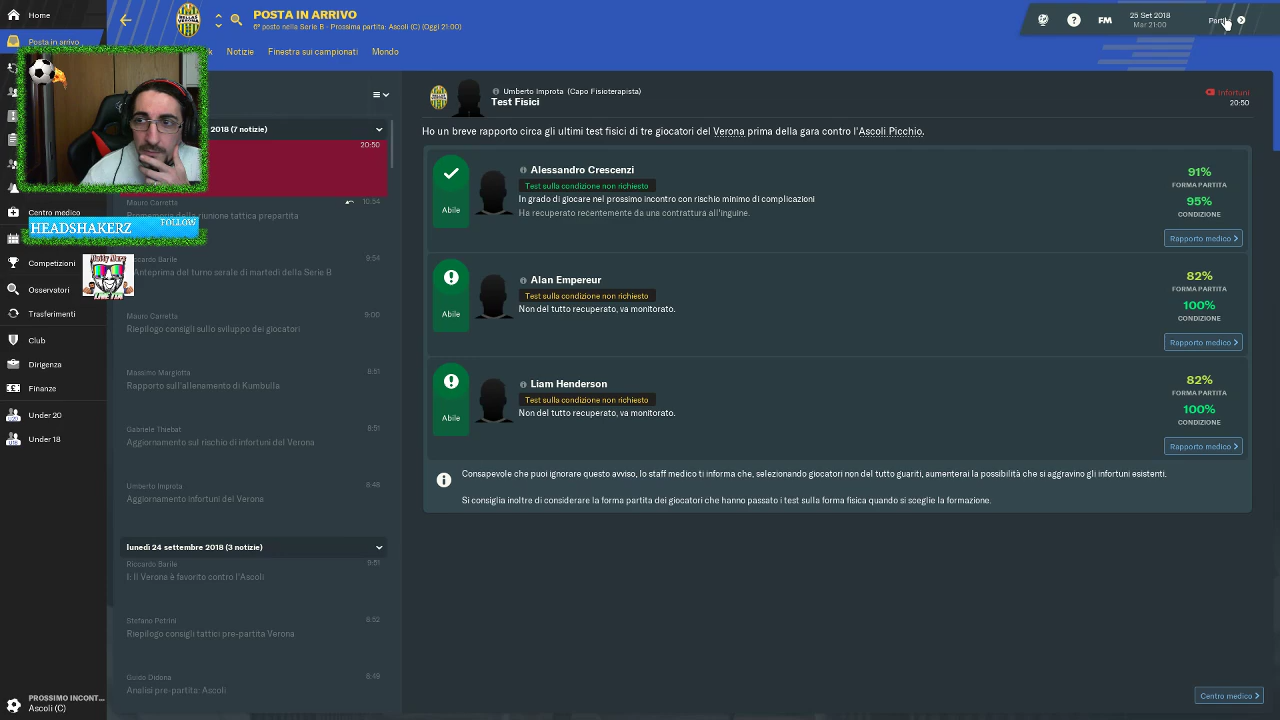 Home
Posta in arrivo
POSTA IN ARRIVO
6° posto nella Serie B - Prossima partita: Ascoli (C) (Oggi 21:00)
FM
25 Set 2018
Mar 21:00
Notizie
Finestra sui campionati
Mondo
2018 (7 notizie)
20:50
Mauro Carretta
10:54
Promemoria della riunione tattica prepartita
Riccardo Barile
9:54
Anteprima del turno serale di martedì della Serie B
Mauro Carretta
9:00
Riepilogo consigli sullo sviluppo dei giocatori
Massimo Margiotta
8:51
Rapporto sull'allenamento di Kumbulla
Gabriele Thiebat
8:51
Aggiornamento sul rischio di infortuni del Verona
Umberto Improta
8:48
Aggiornamento infortuni del Verona
lunedì 24 settembre 2018 (3 notizie)
Riccardo Barile
9:51
I: Il Verona è favorito contro l'Ascoli
Stefano Petrini
8:52
Riepilogo consigli tattici pre-partita Verona
Guido Didona
8:49
Analisi pre-partita: Ascoli
Centro medico
HEADSHAKERZ
FOLLOW
Competizioni
Osservatori
Trasferimenti
Club
Dirigenza
Finanze
Under 20
Under 18
PROSSIMO INCONT...
Ascoli (C)
Umberto Improta (Capo Fisioterapista)
Test Fisici
Infortuni
20:50
Ho un breve rapporto circa gli ultimi test fisici di tre giocatori del Verona prima della gara contro l'Ascoli Picchio.
Abile
Alessandro Crescenzi
Test sulla condizione non richiesto
In grado di giocare nel prossimo incontro con rischio minimo di complicazioni
Ha recuperato recentemente da una contrattura all'inguine.
91%
FORMA PARTITA
95%
CONDIZIONE
Rapporto medico
Abile
Alan Empereur
Test sulla condizione non richiesto
Non del tutto recuperato, va monitorato.
82%
FORMA PARTITA
100%
CONDIZIONE
Rapporto medico
Abile
Liam Henderson
Test sulla condizione non richiesto
Non del tutto recuperato, va monitorato.
82%
FORMA PARTITA
100%
CONDIZIONE
Rapporto medico
Consapevole che puoi ignorare questo avviso, lo staff medico ti informa che, selezionando giocatori non del tutto guariti, aumenterai la possibilità che si aggravino gli infortuni esistenti.
Si consiglia inoltre di considerare la forma partita dei giocatori che hanno passato i test sulla forma fisica quando si sceglie la formazione.
Centro medico